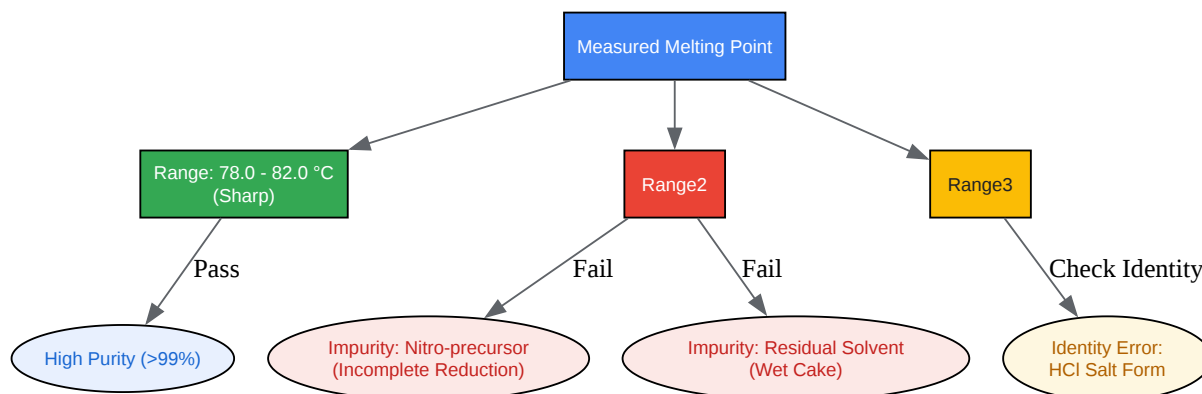 Measured Melting Point
Range: 78.0 - 82.0 °C
(Sharp)
Range2
Range3
Pass
Fail
Fail
Check Identity
High Purity (>99%)
Impurity: Nitro-precursor
(Incomplete Reduction)
Impurity: Residual Solvent
(Wet Cake)
Identity Error:
HCl Salt Form